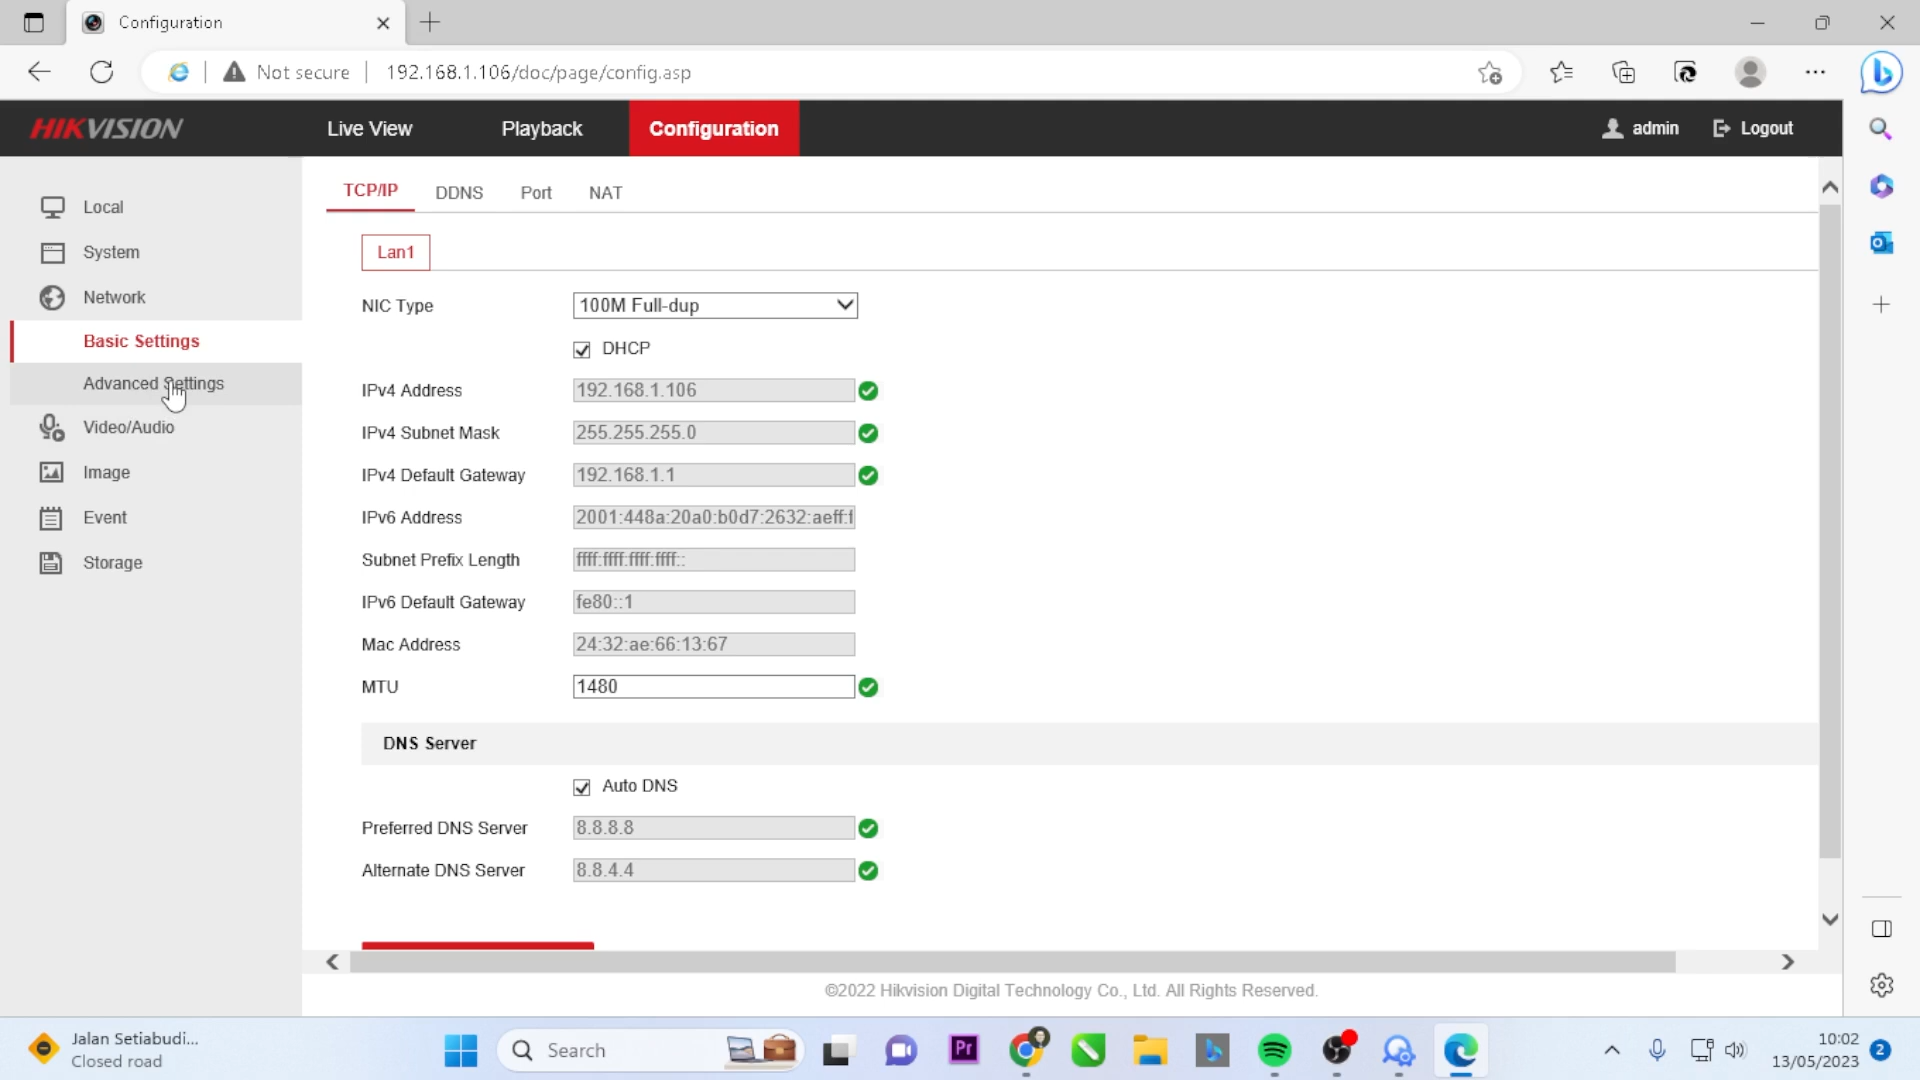 Configuration
Not secure
192.168.1.106/doc/page/config.asp
HIKVISION
Live View
Playback
Configuration
admin
Logout
Local
System
Network
Basic Settings
Advanced Settings
Video/Audio
Image
Event
Storage
TCP/IP
DDNS
Port
NAT
Lan1
NIC Type
100M Full-dup
DHCP
IPv4 Address
192.168.1.106
IPv4 Subnet Mask
255.255.255.0
IPv4 Default Gateway
192.168.1.1
IPv6 Address
2001:448a:20a0:b0d7:2632:aeff:f
Subnet Prefix Length
ffff:ffff:ffff:ffff::
IPv6 Default Gateway
fe80::1
Mac Address
24:32:ae:66:13:67
MTU
1480
DNS Server
Auto DNS
Preferred DNS Server
8.8.8.8
Alternate DNS Server
8.8.4.4
©2022 Hikvision Digital Technology Co., Ltd. All Rights Reserved.
Jalan Setiabudi...
Closed road
Search
Pr
10:02
13/05/2023
2